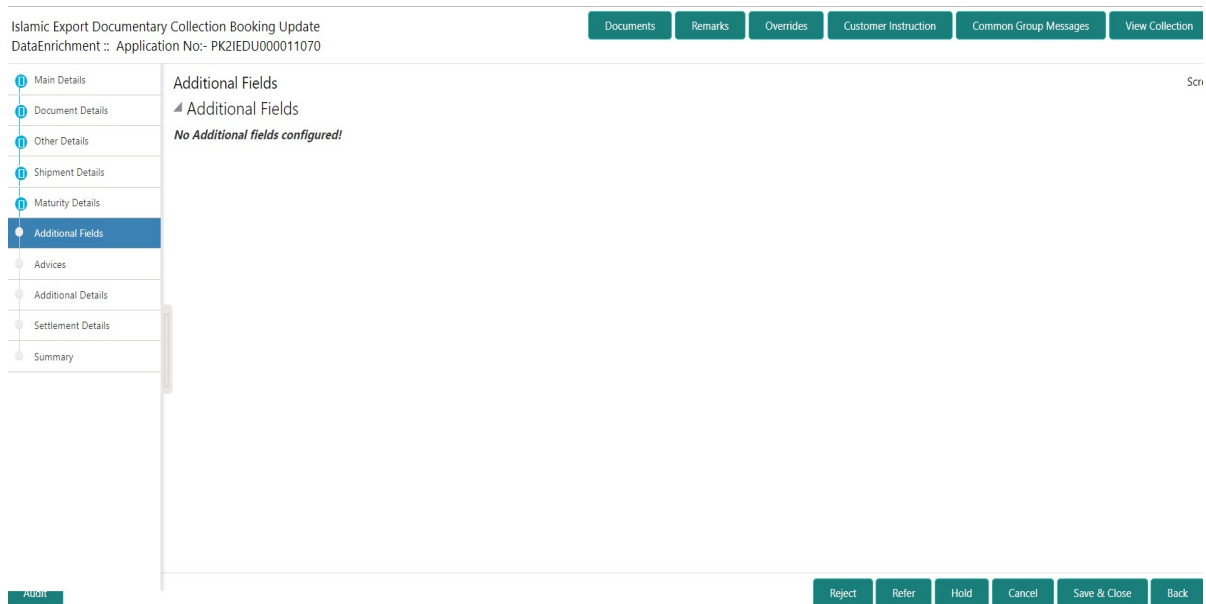 Islamic Export Documentary Collection Booking Update
DataEnrichment :: Application No:- PK2IEDU000011070
Documents
Remarks
Overrides
Customer Instruction
Common Group Messages
View Collection
Main Details
Document Details
Other Details
Shipment Details
Maturity Details
Additional Fields
Advices
Additional Details
Settlement Details
Summary
Additional Fields
Additional Fields
No Additional fields configured!
Audit
Reject
Refer
Hold
Cancel
Save & Close
Back